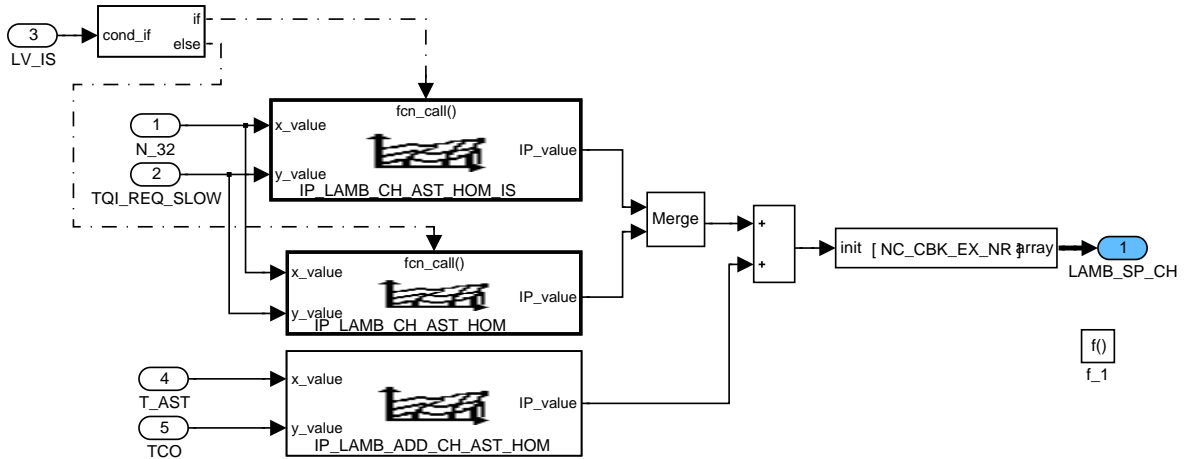 3
LV_IS
cond_if
if
else
fcn_call()
1
N_32
x_value
2
TQI_REQ_SLOW
y_value
IP_value
IP_LAMB_CH_AST_HOM_IS
Merge
+
+
init [ NC_CBK_EX_NR ] array
1
LAMB_SP_CH
fcn_call()
x_value
y_value
IP_value
IP_LAMB_CH_AST_HOM
f()
f_1
4
T_AST
x_value
5
TCO
y_value
IP_value
IP_LAMB_ADD_CH_AST_HOM